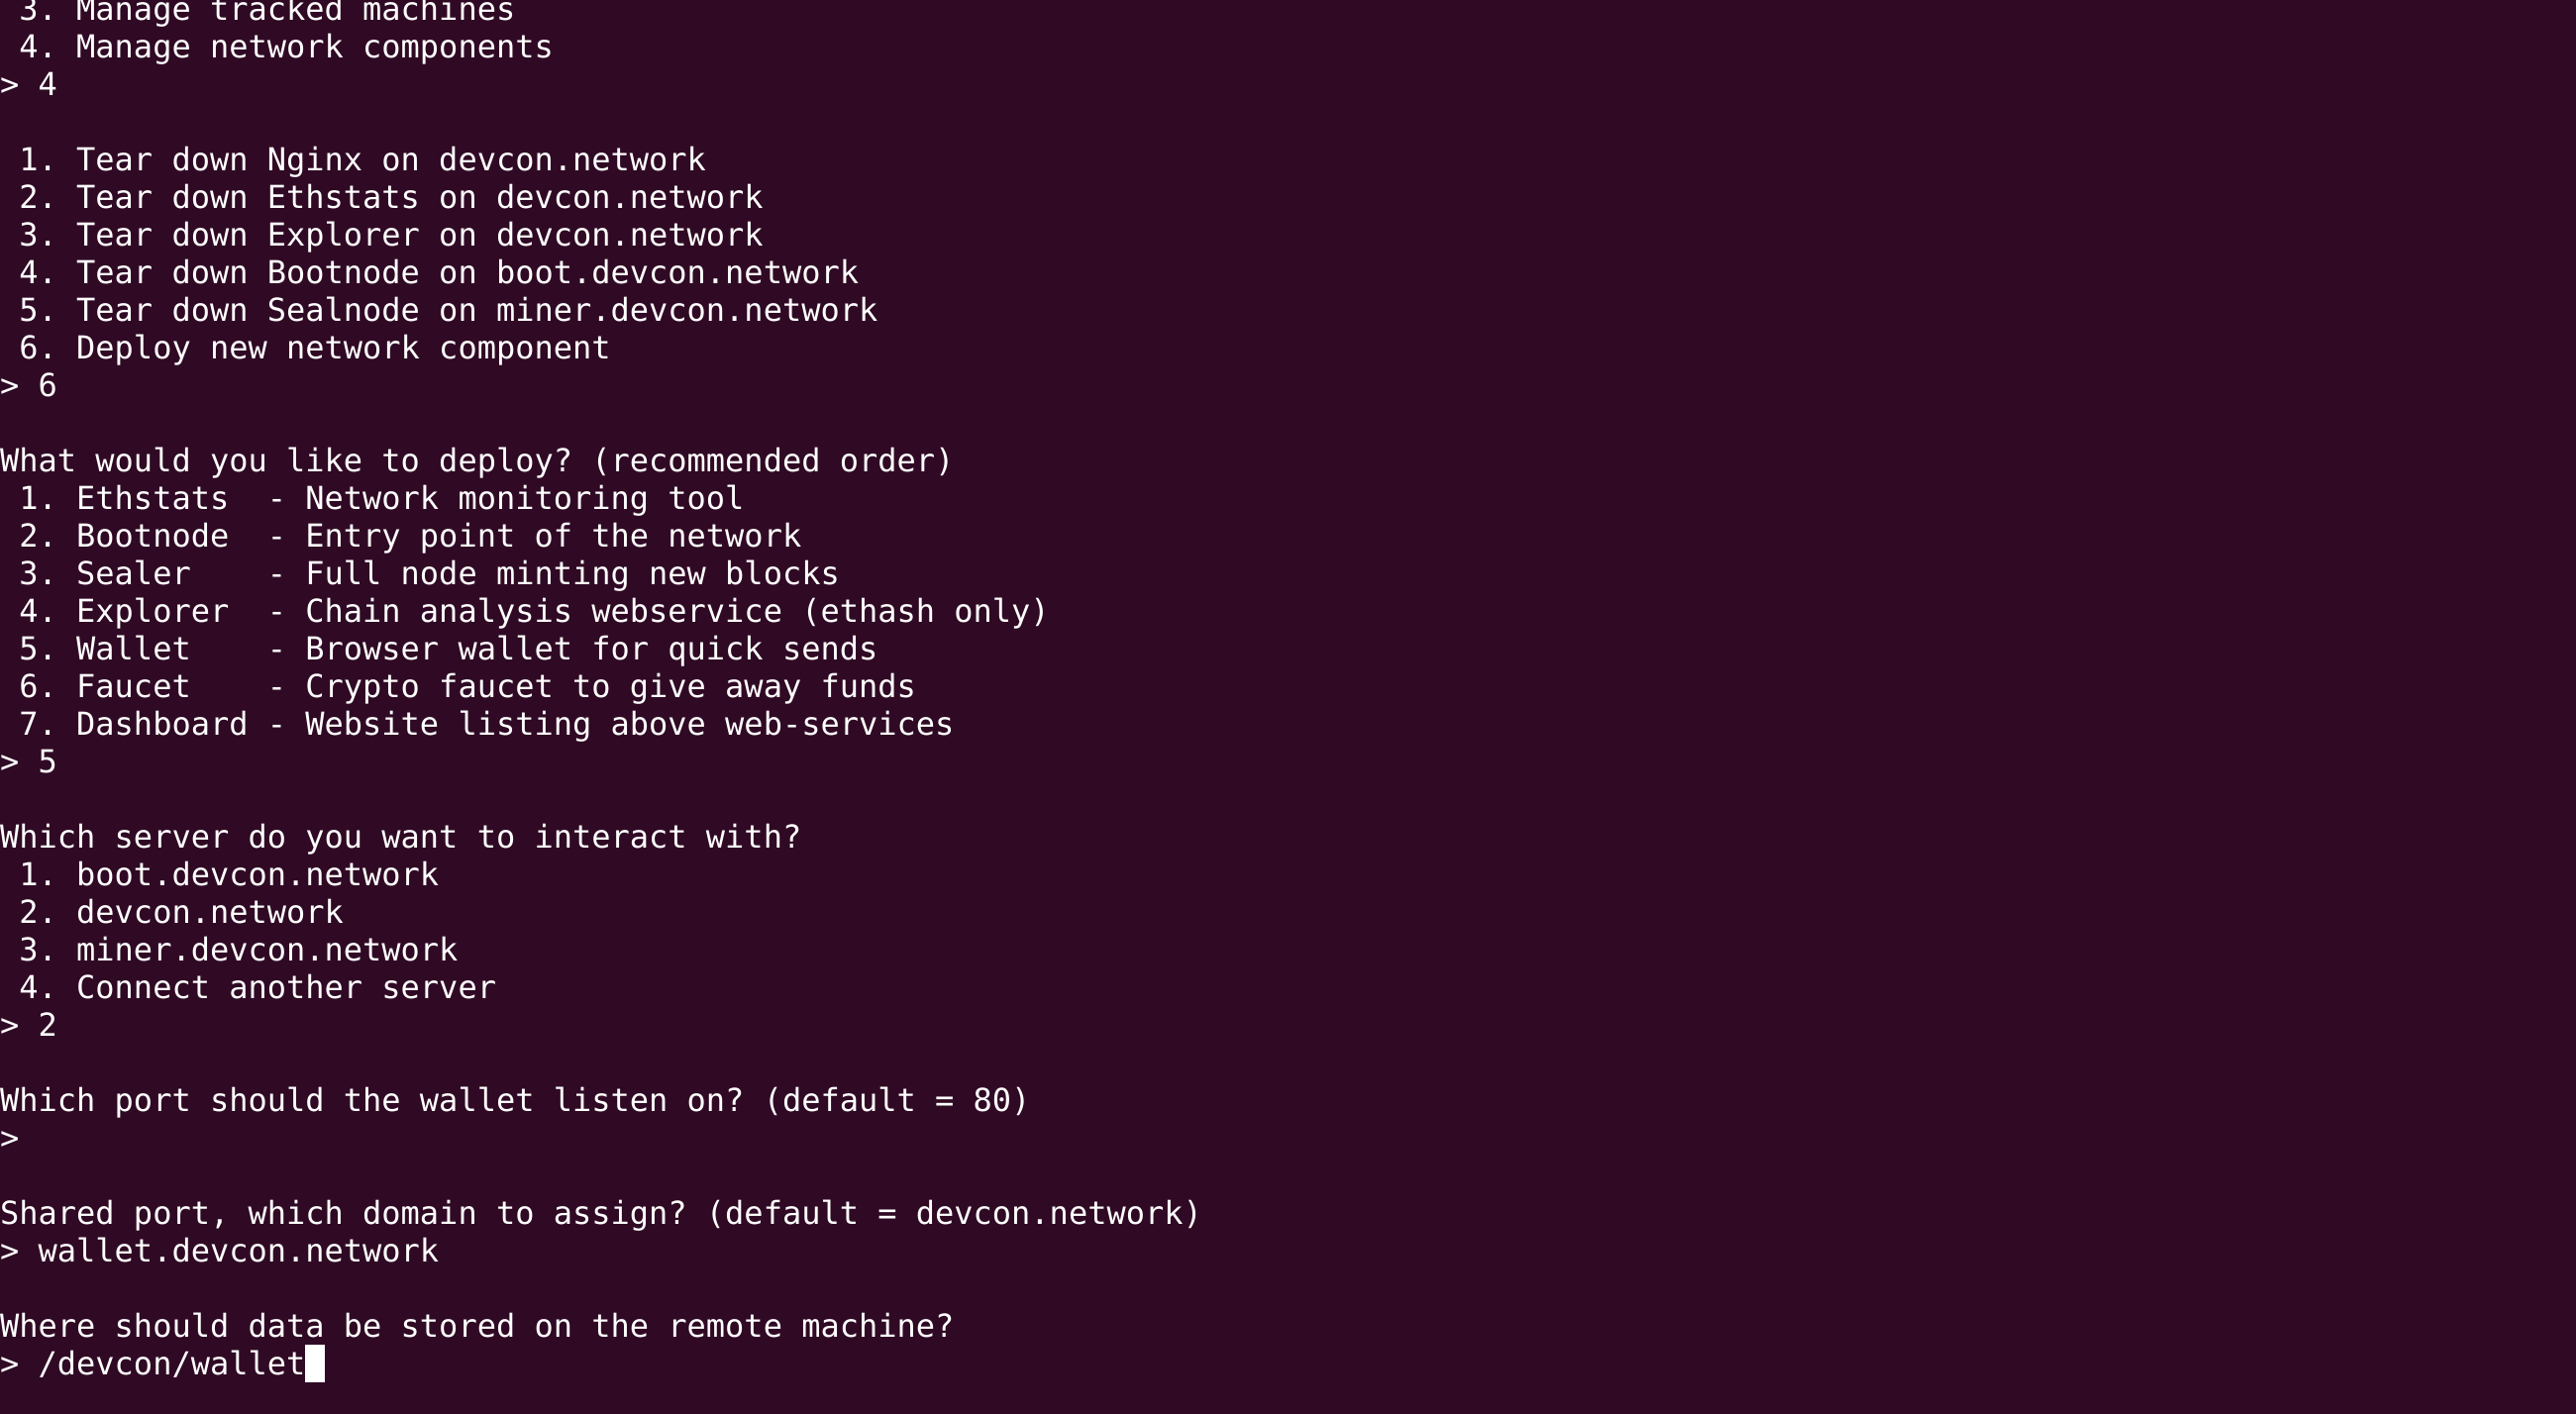 3. Manage tracked machines
4. Manage network components
> 4
1. Tear down Nginx on devcon.network
2. Tear down Ethstats on devcon.network
3. Tear down Explorer on devcon.network
4. Tear down Bootnode on boot.devcon.network
5. Tear down Sealnode on miner.devcon.network
6. Deploy new network component
> 6
What would you like to deploy? (recommended order)
1. Ethstats  - Network monitoring tool
2. Bootnode  - Entry point of the network
3. Sealer    - Full node minting new blocks
4. Explorer  - Chain analysis webservice (ethash only)
5. Wallet    - Browser wallet for quick sends
6. Faucet    - Crypto faucet to give away funds
7. Dashboard - Website listing above web-services
> 5
Which server do you want to interact with?
1. boot.devcon.network
2. devcon.network
3. miner.devcon.network
4. Connect another server
> 2
Which port should the wallet listen on? (default = 80)
>
Shared port, which domain to assign? (default = devcon.network)
> wallet.devcon.network
Where should data be stored on the remote machine?
> /devcon/wallet